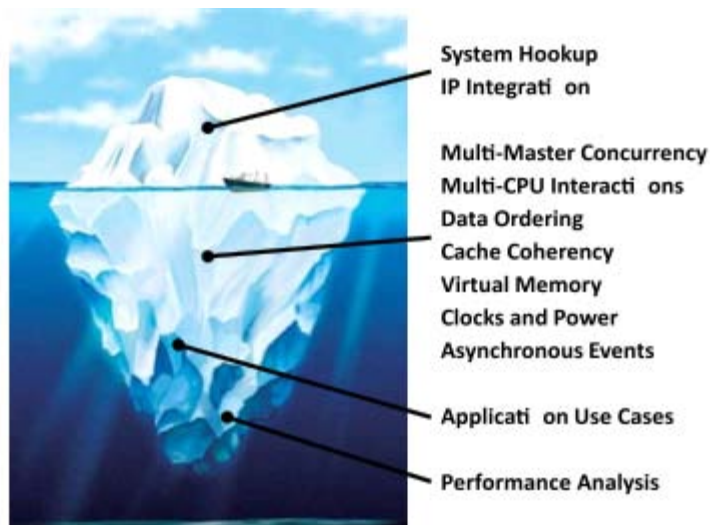 System Hookup
IP Integrati on
Multi-Master Concurrency
Multi-CPU Interacti ons
Data Ordering
Cache Coherency
Virtual Memory
Clocks and Power
Asynchronous Events
Applicati on Use Cases
Performance Analysis